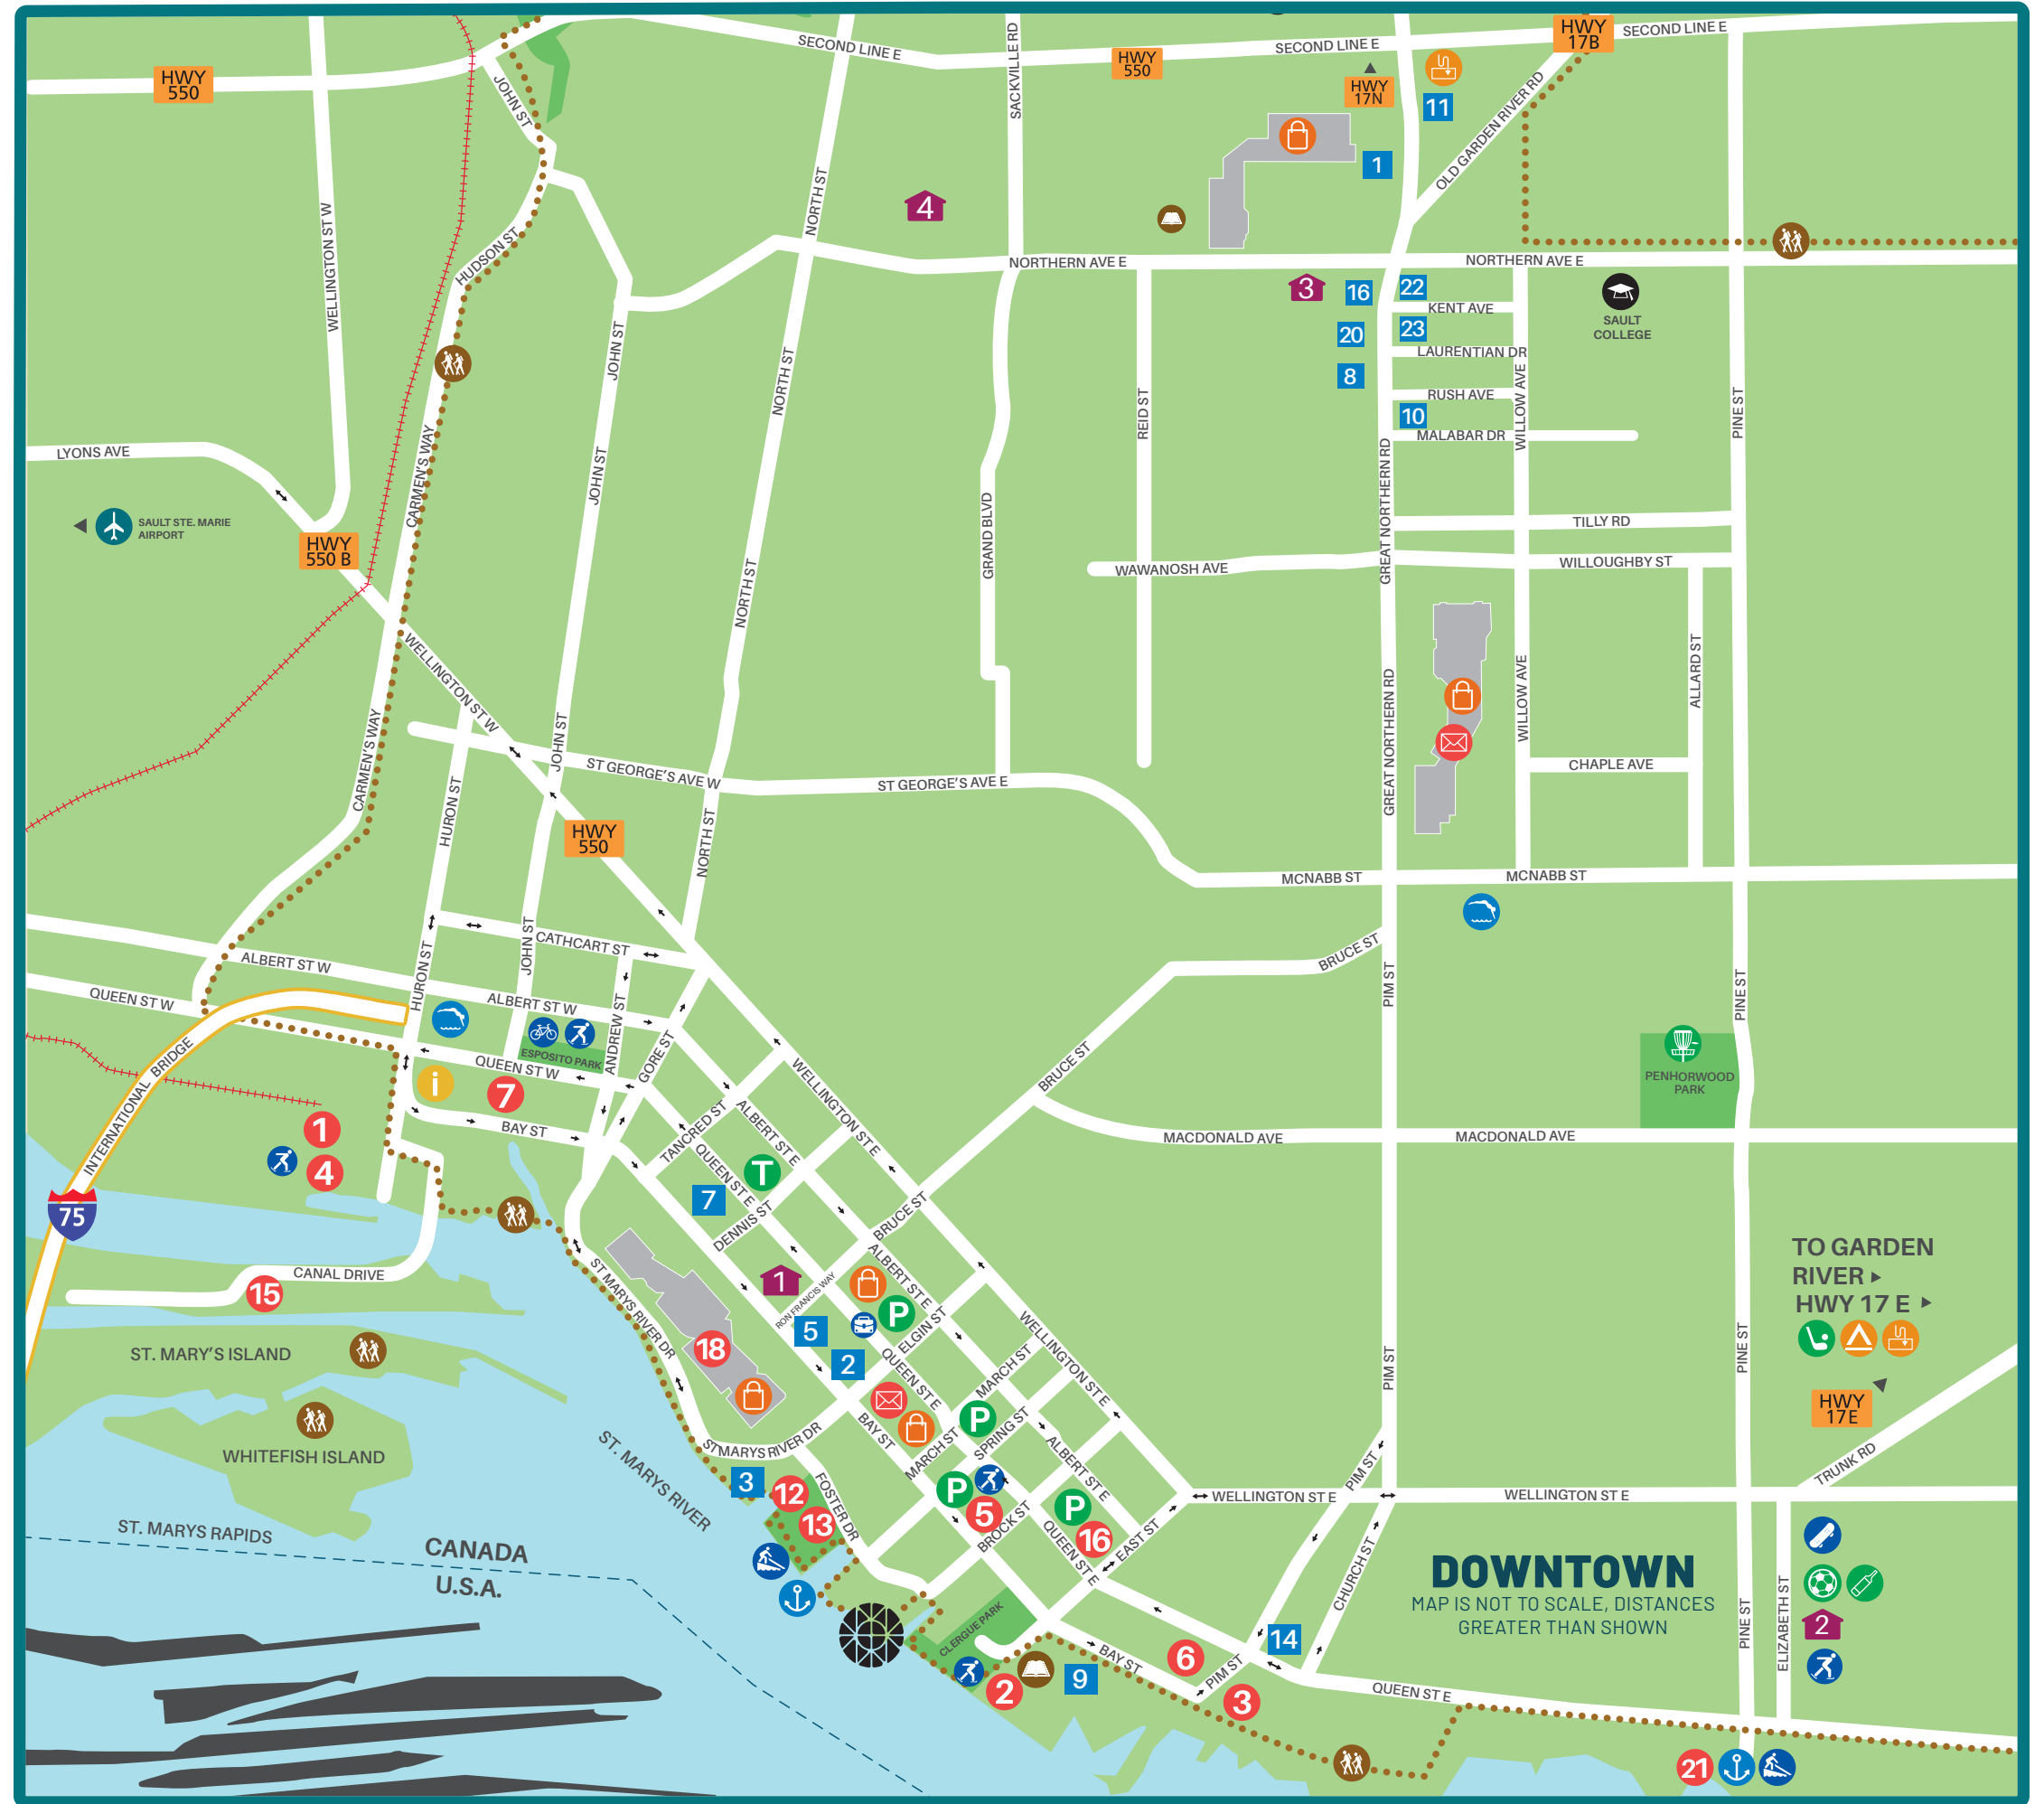 SECOND LINE E
SECOND LINE E
SECOND LINE E
HWY
17B
HWY
550
HWY
550
HWY
17N
11
1
JOHN ST
SACKVILLE RD
OLD GARDEN RIVER RD
WELLINGTON ST W
HUDSON ST
NORTH ST
4
NORTHERN AVE E
NORTHERN AVE E
3
16
22
KENT AVE
20
23
LAURENTIAN DR
8
RUSH AVE
10
MALABAR DR
SAULT
COLLEGE
JOHN ST
NORTH ST
REID ST
WILLOW AVE
PINE ST
LYONS AVE
CARMEN'S WAY
JOHN ST
GRAND BLVD
GREAT NORTHERN RD
SAULT STE. MARIE
AIRPORT
HWY
550 B
TILLY RD
WAWANOSH AVE
WILLOUGHBY ST
NORTH ST
WELLINGTON ST W
ALLARD ST
WILLOW AVE
GREAT NORTHERN RD
CARMEN'S WAY
JOHN ST
ST GEORGE'S AVE W
ST GEORGE'S AVE E
CHAPLE AVE
HURON ST
HWY
550
NORTH ST
MCNABB ST
MCNABB ST
CATHCART ST
JOHN ST
BRUCE ST
ALBERT ST W
HURON ST
QUEEN ST W
ALBERT ST W
PIM ST
PINE ST
ESPOSITO PARK
ANDREW ST
GORE ST
QUEEN ST W
INTERNATIONAL BRIDGE
i
7
BAY ST
WELLINGTON ST E
BRUCE ST
PENHORWOOD
PARK
TANCRED ST
ALBERT ST E
MACDONALD AVE
MACDONALD AVE
1
4
QUEEN ST E
T
7
DENNIS ST
BRUCE ST
75
CANAL DRIVE
15
ST MARYS RIVER DR
1
RON FRANCIS WAY
ALBERT ST E
P
5
ELGIN ST
2
18
WELLINGTON ST E
TO GARDEN
RIVER
HWY 17 E
ST. MARY'S ISLAND
QUEEN ST E
MARCH ST
PIM ST
PINE ST
HWY
17E
WHITEFISH ISLAND
BAY ST
P
SPRING ST
MARCH ST
ST MARYS RIVER DR
ST. MARYS RIVER
ALBERT ST E
TRUNK RD
3
12
13
FOSTER DR
P
5
P
16
BROCK ST
QUEEN ST E
EAST ST
WELLINGTON ST E
WELLINGTON ST E
PIM ST
CHURCH ST
ST. MARYS RAPIDS
CANADA
U.S.A.
DOWNTOWN
MAP IS NOT TO SCALE, DISTANCES
GREATER THAN SHOWN
PINE ST
ELIZABETH ST
2
CLERGUE PARK
14
2
9
BAY ST
6
PIM ST
3
QUEEN ST E
21